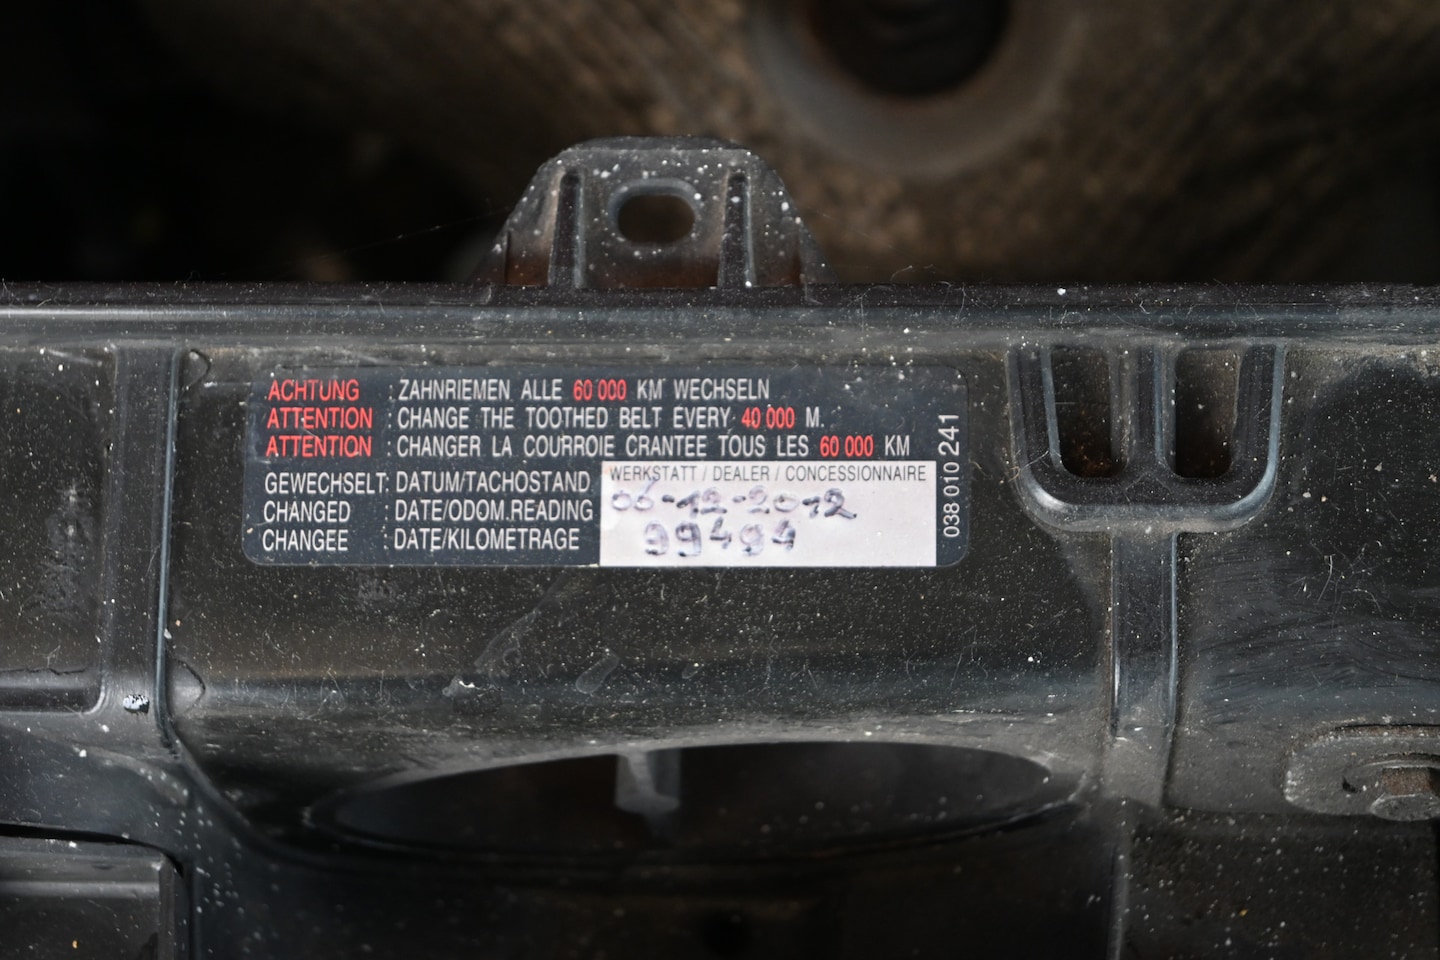 ACHTUNG : ZAHNRIEMEN ALLE 60 000 KM WECHSELN
ATTENTION : CHANGE THE TOOTHED BELT EVERY 40 000 M.
ATTENTION : CHANGER LA COURROIE CRANTEE TOUS LES 60 000 KM
GEWECHSELT: DATUM/TACHOSTAND
CHANGED : DATE/ODOM.READING
CHANGEE : DATE/KILOMETRAGE
WERKSTATT / DEALER / CONCESSIONNAIRE
06-12-2012
99494
038 010 241